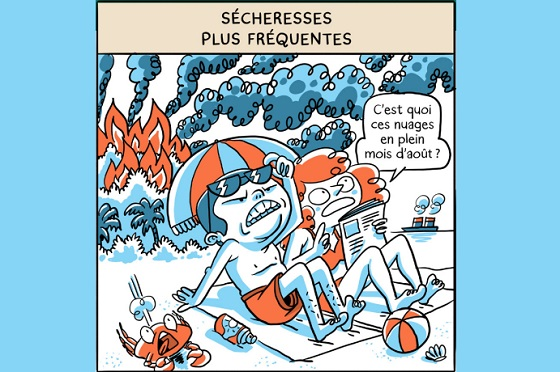 SÉCHERESSES
PLUS FRÉQUENTES
C'est quoi
ces nuages
en plein
mois d'août ?